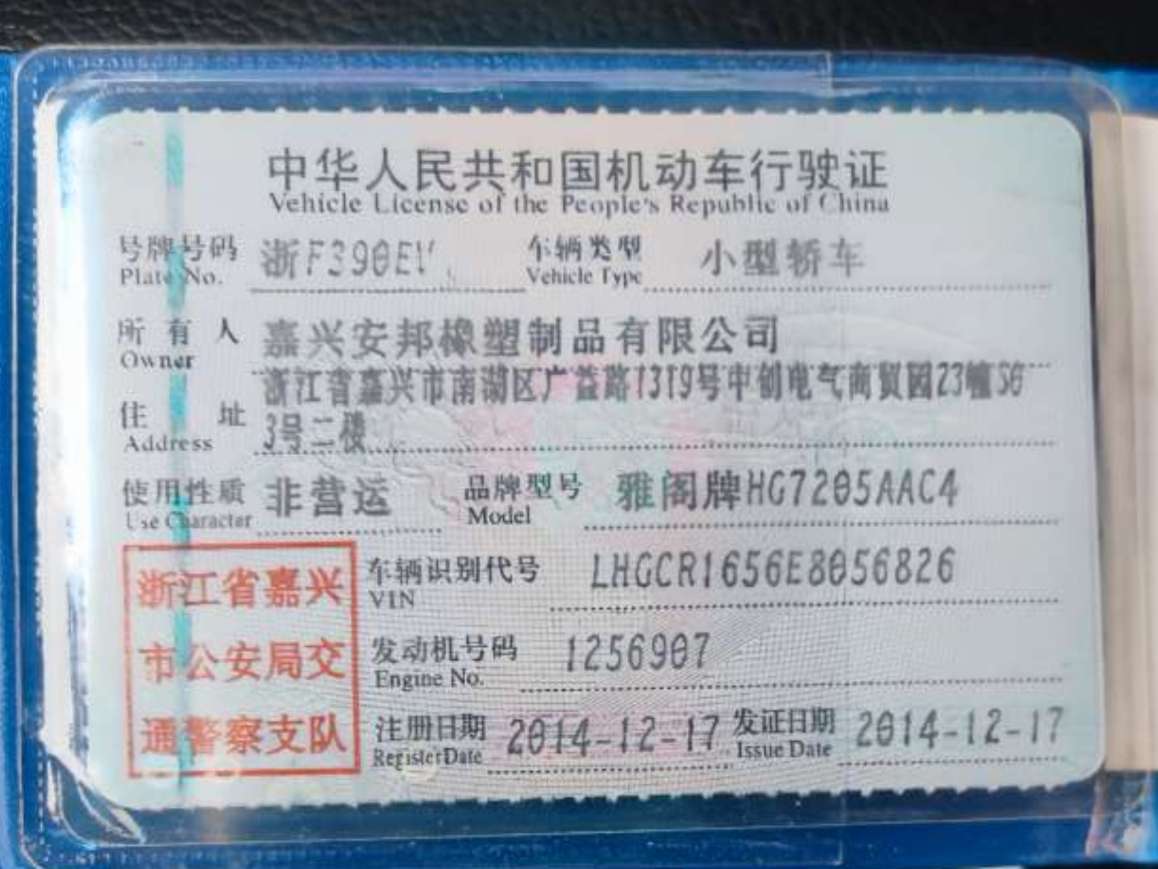 中华人民共和国机动车行驶证
Vehicle License of the People's Republic of China
号牌号码 浙F390EV 车辆类型 小型轿车
Plate No. Vehicle Type
所有人 嘉兴安邦橡塑制品有限公司
Owner
浙江省嘉兴市南湖区广益路1319号中创电气商贸园23幢S0
住址 3号二楼
Address
使用性质 非营运 品牌型号 雅阁牌HG7205AAC4
Use Character Model
浙江省嘉兴 车辆识别代号 LHGCR1656E8056826
VIN
市公安局交 发动机号码 1256907
Engine No.
通警察支队 注册日期 2014-12-17 发证日期 2014-12-17
Register Date Issue Date